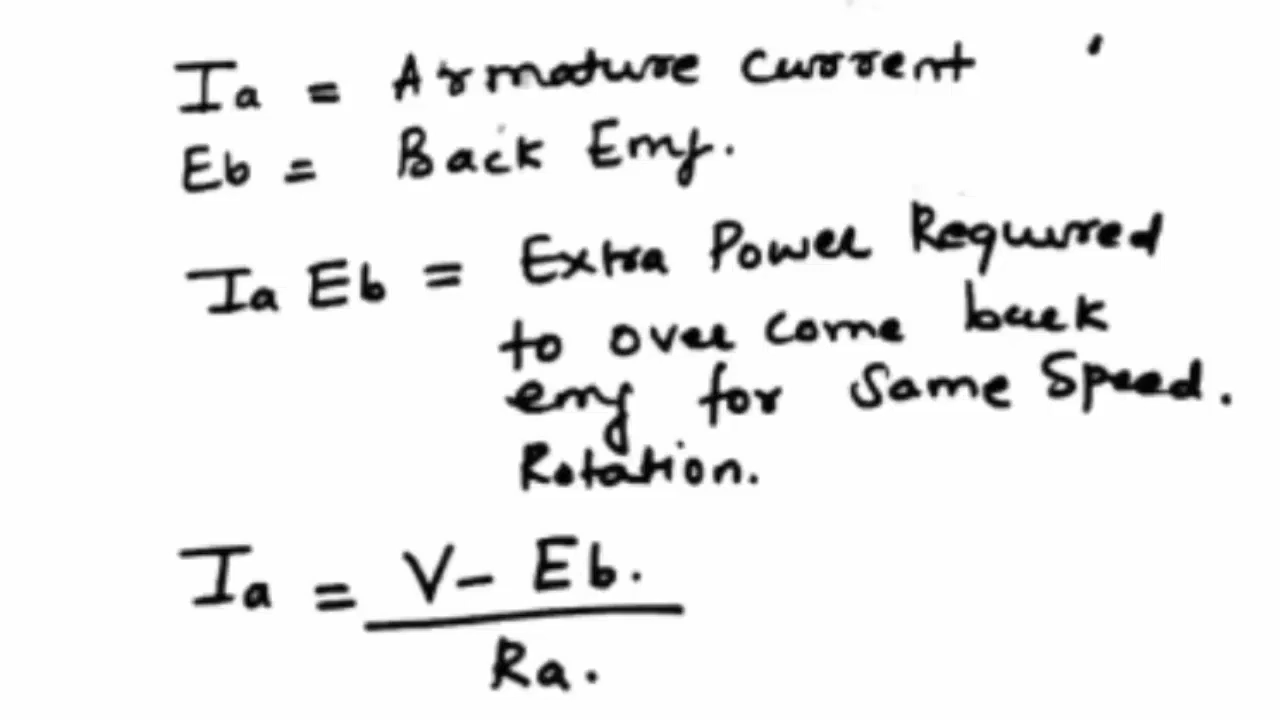 Ia = Armature Current
Eb = Back Emf.
Ia Eb = Extra Power Required
to over come back
emf for Same Speed.
Rotation.
Ia = V - Eb.
Ra.